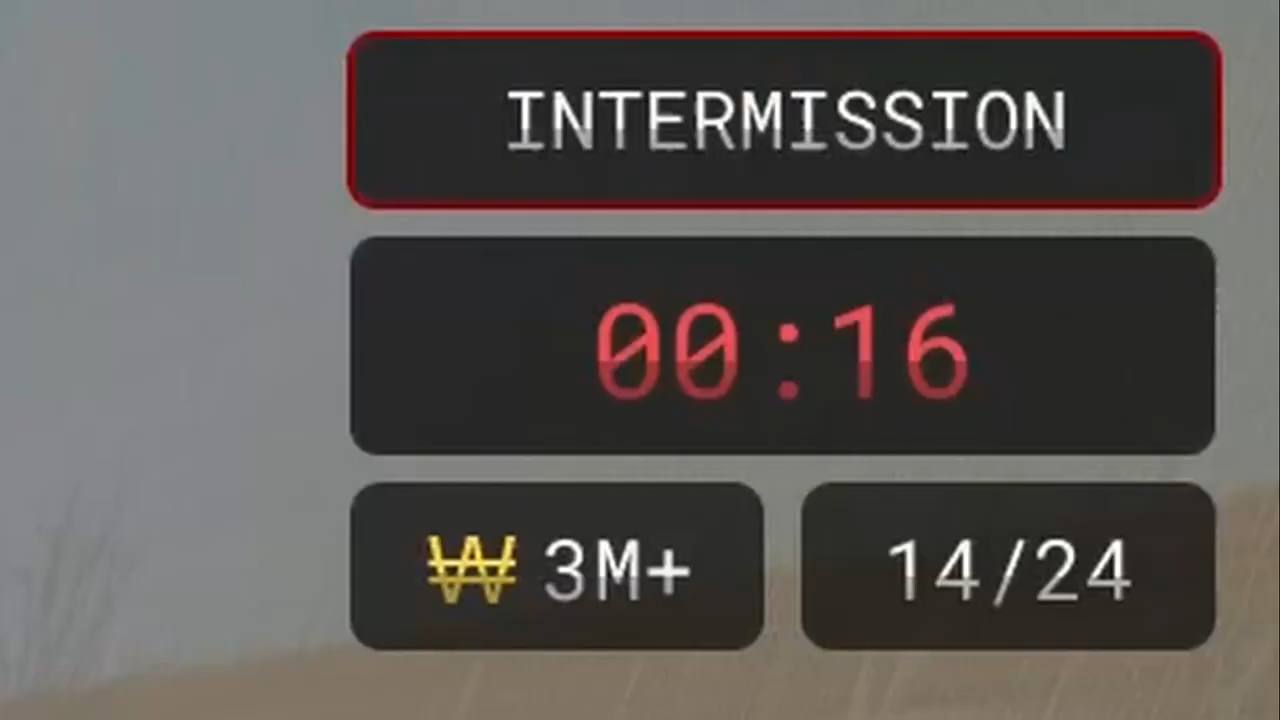 INTERMISSION
00:16
₩ 3M+
14/24